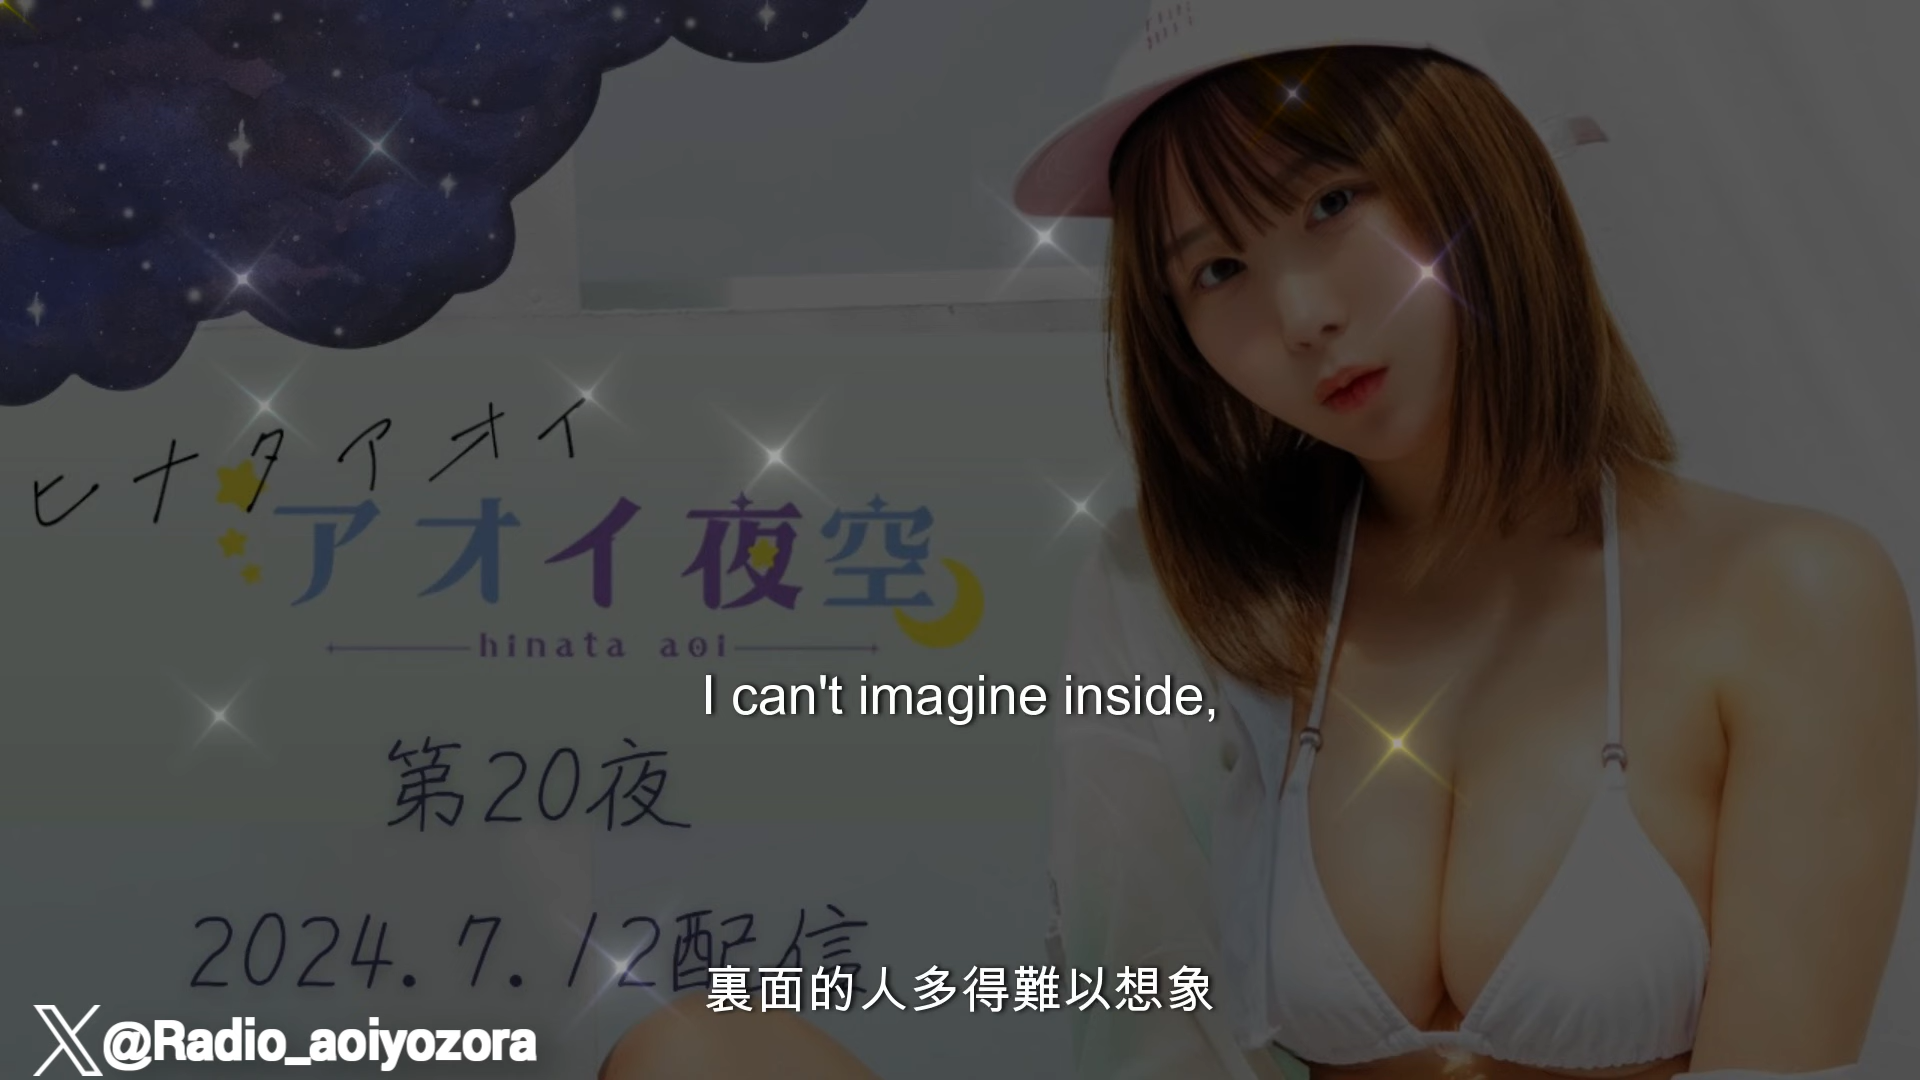 ヒナタアオイ
アオイ夜空
hinata aoi
I can't imagine inside,
第20夜
2024.7.12配信
裏面的人多得難以想象
X@Radio_aoiyozora